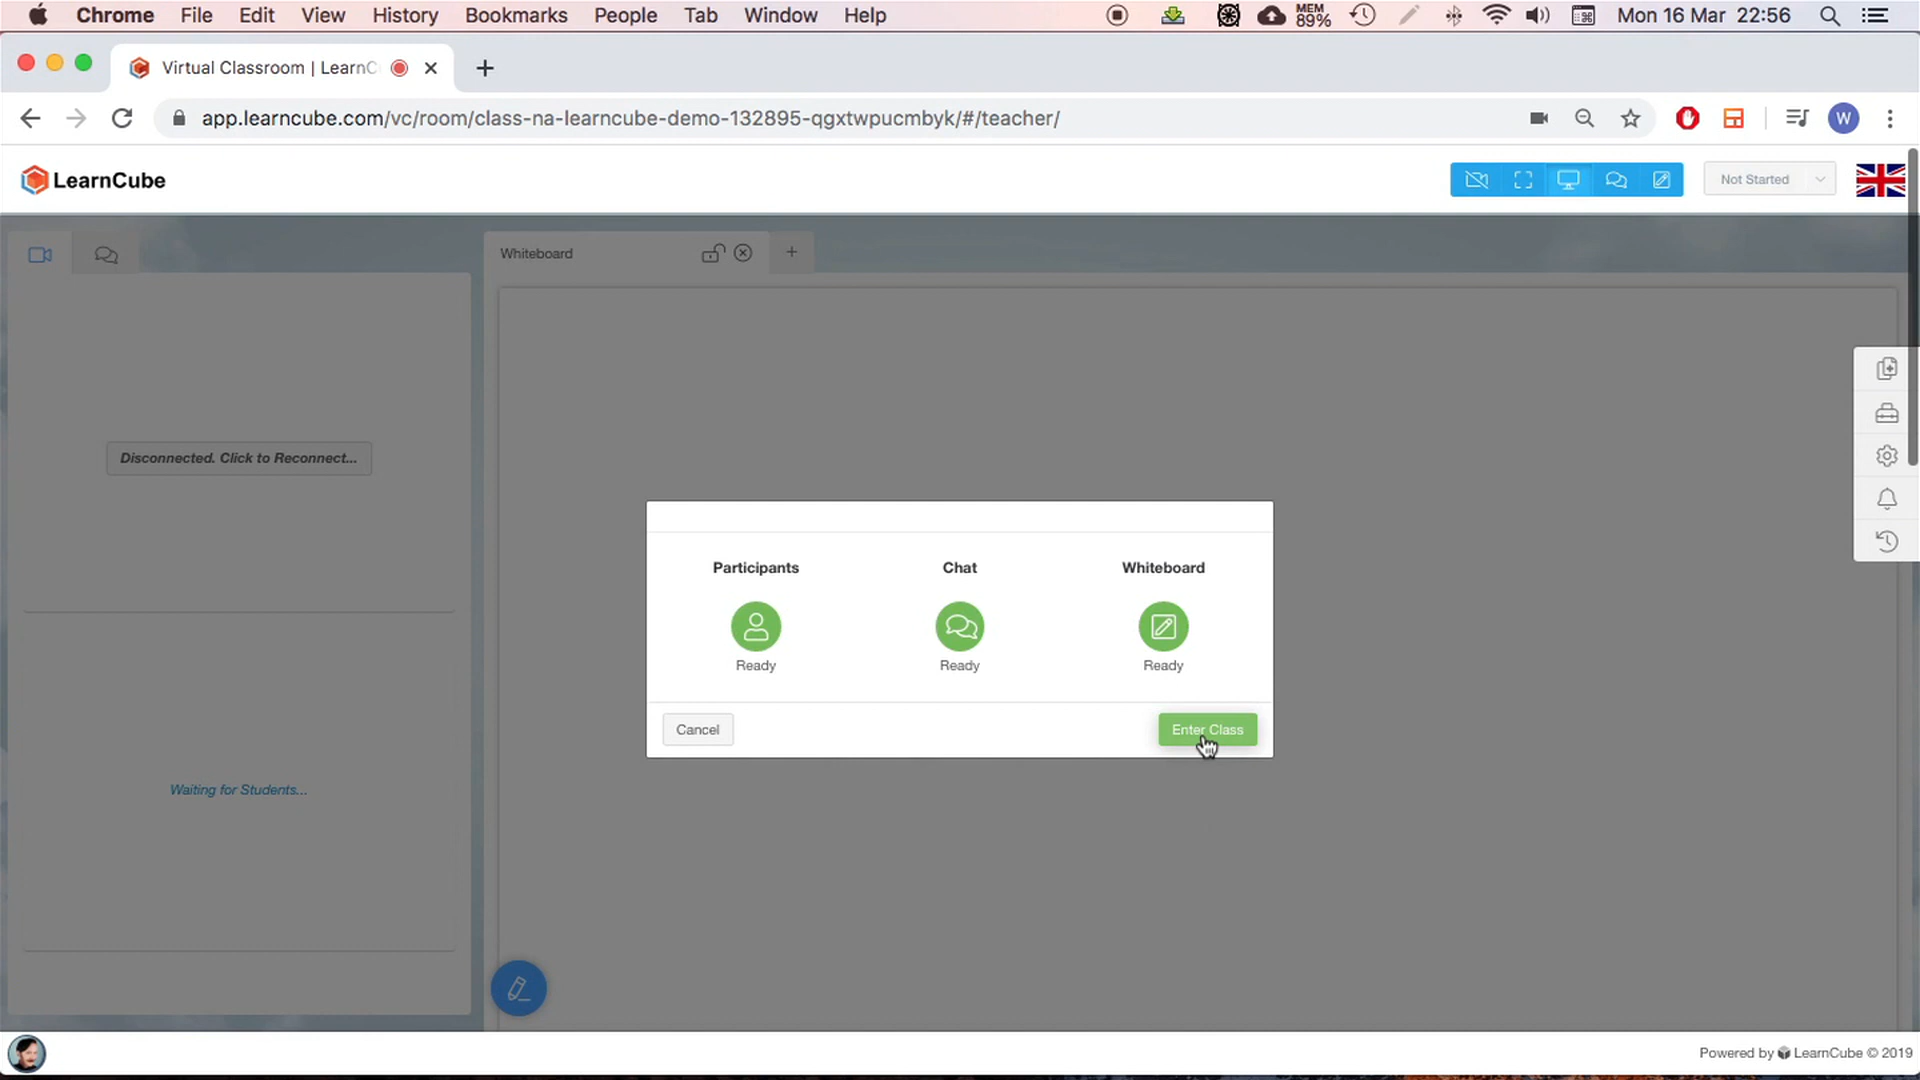 Chrome File Edit View History Bookmarks People Tab Window Help MEM 89% Mon 16 Mar 22:56
Virtual Classroom | LearnC
app.learncube.com/vc/room/class-na-learncube-demo-132895-qgxtwpucmbyk/#/teacher/ W
LearnCube Not Started
Whiteboard
Disconnected. Click to Reconnect...
Participants Chat Whiteboard
Ready Ready Ready
Cancel Enter Class
Waiting for Students...
Powered by LearnCube © 2019